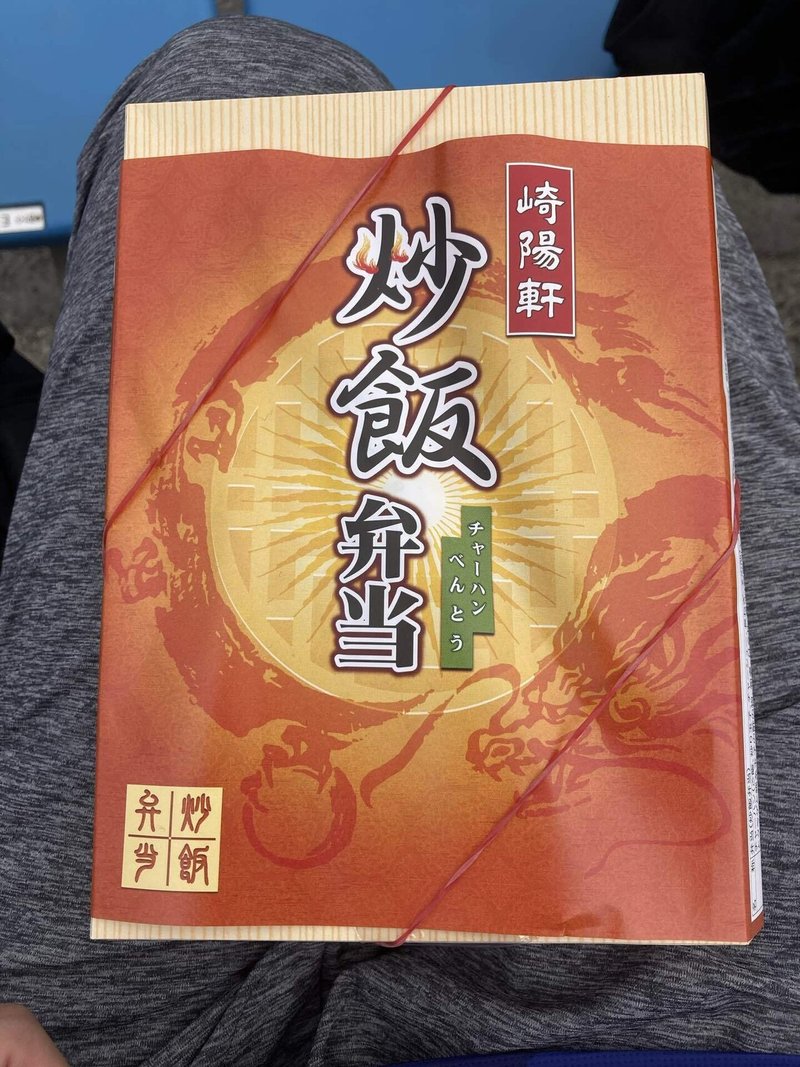 崎陽軒
炒飯
弁当
チャーハン
べんとう
炒飯
弁当